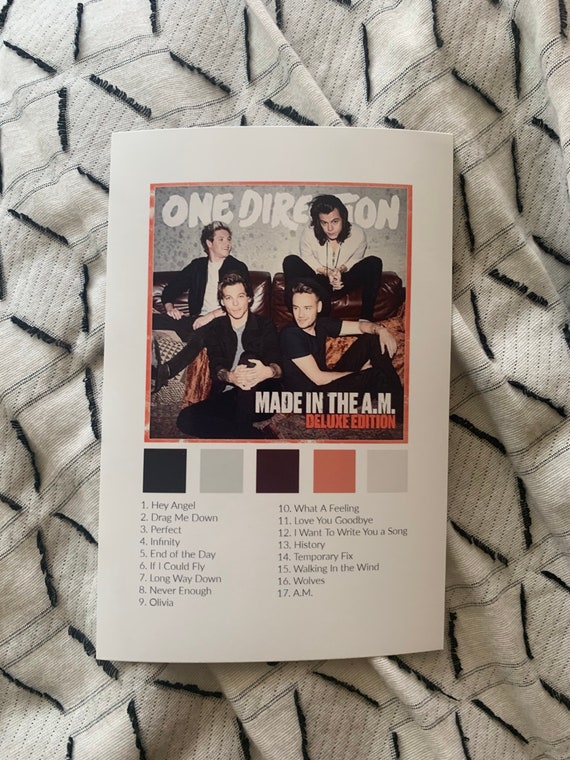 ONE DIRECTION
MADE IN THE A.M.
DELUXE EDITION
1. Hey Angel
2. Drag Me Down
3. Perfect
4. Infinity
5. End of the Day
6. If I Could Fly
7. Long Way Down
8. Never Enough
9. Olivia
10. What A Feeling
11. Love You Goodbye
12. I Want To Write You a Song
13. History
14. Temporary Fix
15. Walking In the Wind
16. Wolves
17. A.M.